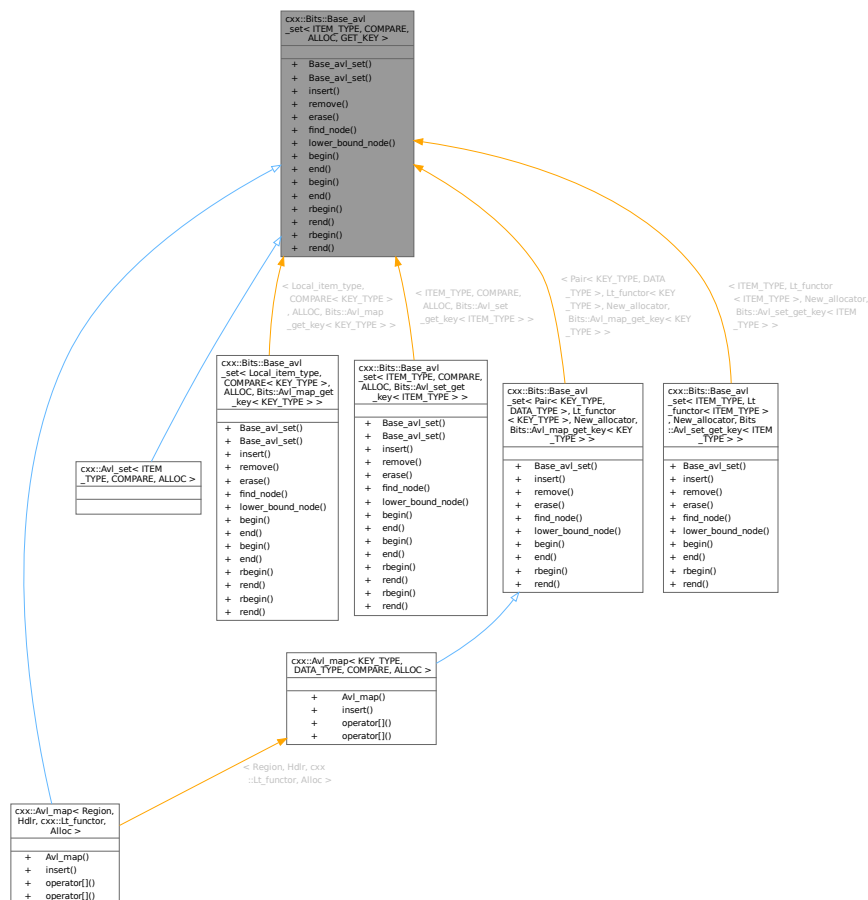 cxx::Bits::Base_avl
_set< ITEM_TYPE, COMPARE,
ALLOC, GET_KEY >
+ Base_avl_set()
+ Base_avl_set()
+ insert()
+ remove()
+ erase()
+ find_node()
+ lower_bound_node()
+ begin()
+ end()
+ begin()
+ end()
+ rbegin()
+ rend()
+ rbegin()
+ rend()
< Local_item_type,
COMPARE< KEY_TYPE >
, ALLOC, Bits::Avl_map
_get_key< KEY_TYPE > >
< ITEM_TYPE, COMPARE,
ALLOC, Bits::Avl_set
_get_key< ITEM_TYPE > >
< Pair< KEY_TYPE, DATA
_TYPE >, Lt_functor< KEY
_TYPE >, New_allocator,
Bits::Avl_map_get_key< KEY
_TYPE > >
< ITEM_TYPE, Lt_functor
< ITEM_TYPE >, New_allocator,
Bits::Avl_set_get_key< ITEM
_TYPE > >
cxx::Avl_set< ITEM
_TYPE, COMPARE, ALLOC >
cxx::Bits::Base_avl
_set< Local_item_type,
COMPARE< KEY_TYPE >,
ALLOC, Bits::Avl_map_get
_key< KEY_TYPE > >
+ Base_avl_set()
+ Base_avl_set()
+ insert()
+ remove()
+ erase()
+ find_node()
+ lower_bound_node()
+ begin()
+ end()
+ begin()
+ end()
+ rbegin()
+ rend()
+ rbegin()
+ rend()
cxx::Bits::Base_avl
_set< ITEM_TYPE, COMPARE,
ALLOC, Bits::Avl_set_get
_key< ITEM_TYPE > >
+ Base_avl_set()
+ Base_avl_set()
+ insert()
+ remove()
+ erase()
+ find_node()
+ lower_bound_node()
+ begin()
+ end()
+ begin()
+ end()
+ rbegin()
+ rend()
+ rbegin()
+ rend()
cxx::Bits::Base_avl
_set< Pair< KEY_TYPE,
DATA_TYPE >, Lt_functor
< KEY_TYPE >, New_allocator,
Bits::Avl_map_get_key< KEY
_TYPE > >
+ Base_avl_set()
+ insert()
+ remove()
+ erase()
+ find_node()
+ lower_bound_node()
+ begin()
+ end()
+ rbegin()
+ rend()
cxx::Bits::Base_avl
_set< ITEM_TYPE, Lt
_functor< ITEM_TYPE >
, New_allocator, Bits
::Avl_set_get_key< ITEM
_TYPE > >
+ Base_avl_set()
+ insert()
+ remove()
+ erase()
+ find_node()
+ lower_bound_node()
+ begin()
+ end()
+ rbegin()
+ rend()
cxx::Avl_map< KEY_TYPE,
DATA_TYPE, COMPARE, ALLOC >
+ Avl_map()
+ insert()
+ operator[]()
+ operator[]()
< Region, Hdlr, cxx
::Lt_functor, Alloc >
cxx::Avl_map< Region,
Hdlr, cxx::Lt_functor,
Alloc >
+ Avl_map()
+ insert()
+ operator[]()
+ operator[]()